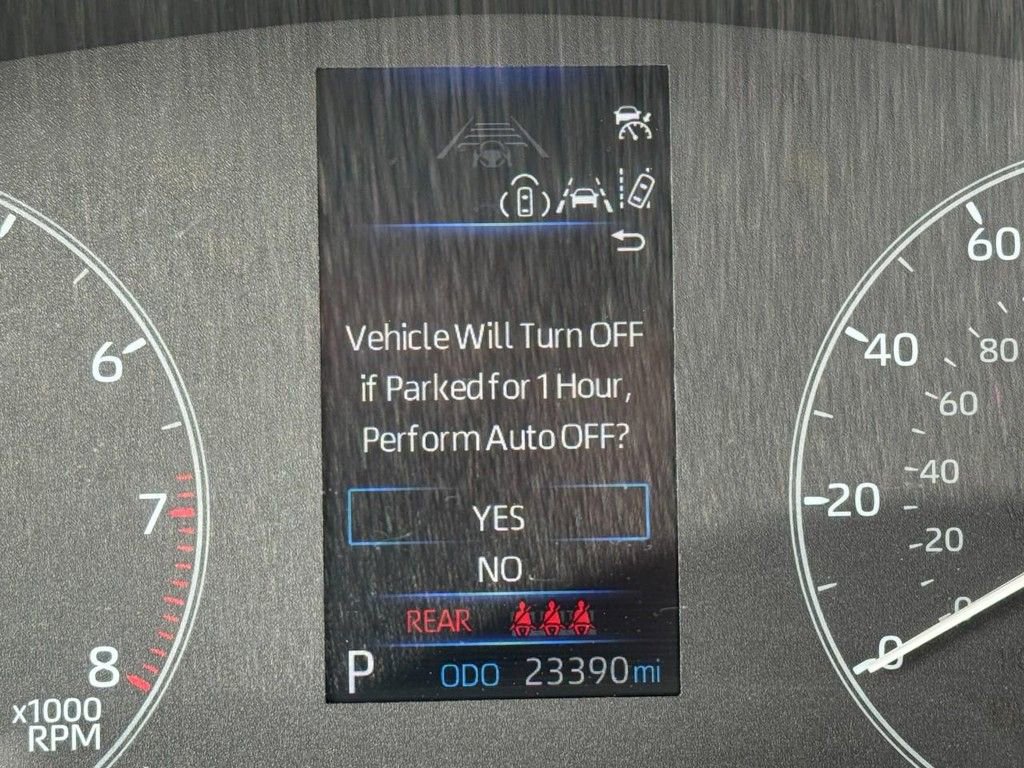 Vehicle Will Turn OFF
if Parked for 1 Hour,
Perform Auto OFF?
YES
NO
REAR
P ODO 23390 mi
6
7
8
x1000
RPM
60
40
20
0
80
60
40
20
0